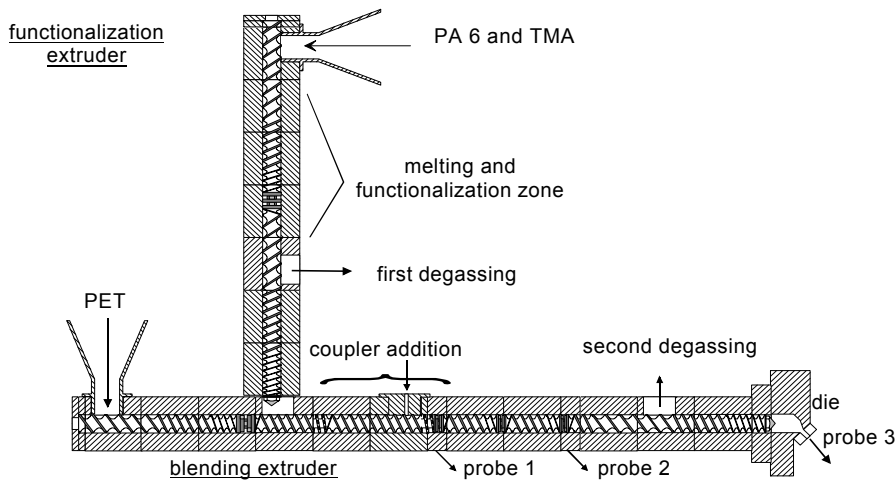 functionalization
extruder
PA 6 and TMA
melting and
functionalization zone
first degassing
PET
coupler addition
second degassing
die
probe 3
blending extruder
probe 1
probe 2